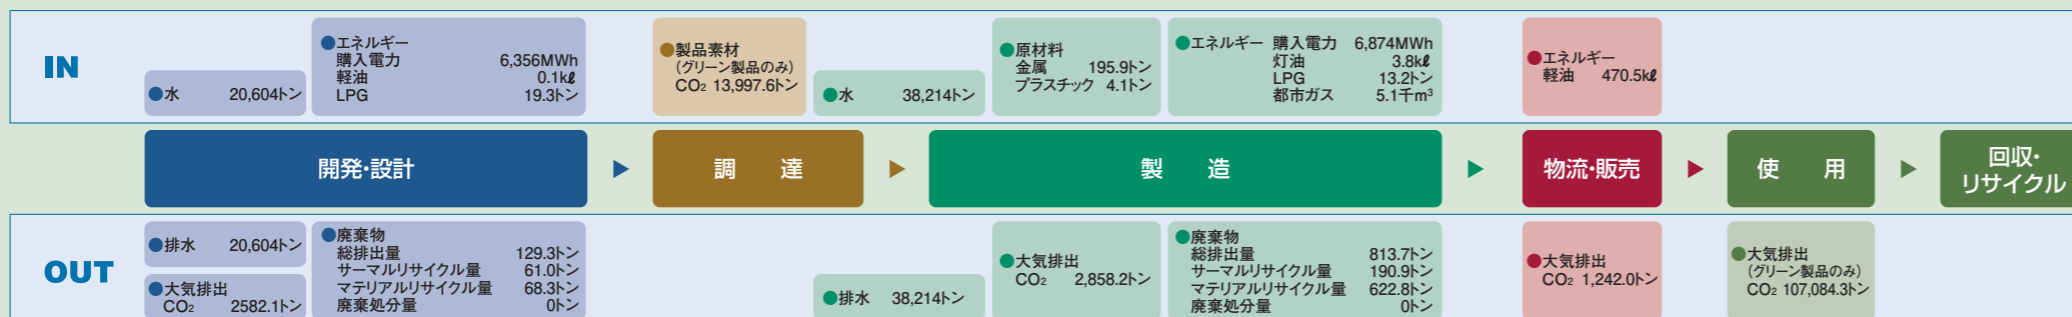 IN
●水 20,604トン
●エネルギー
購入電力 6,356MWh
軽油 0.1kℓ
LPG 19.3トン
●製品素材
(グリーン製品のみ)
CO₂ 13,997.6トン
●水 38,214トン
●原材料
金属 195.9トン
プラスチック 4.1トン
●エネルギー 購入電力 6,874MWh
灯油 3.8kℓ
LPG 13.2トン
都市ガス 5.1千m³
●エネルギー
軽油 470.5kℓ
開発・設計
調 達
製 造
物流・販売
使 用
回収・
リサイクル
OUT
●排水 20,604トン
●大気排出
CO₂ 2582.1トン
●廃棄物
総排出量 129.3トン
サーマルリサイクル量 61.0トン
マテリアルリサイクル量 68.3トン
廃棄処分量 0トン
●排水 38,214トン
●大気排出
CO₂ 2,858.2トン
●廃棄物
総排出量 813.7トン
サーマルリサイクル量 190.9トン
マテリアルリサイクル量 622.8トン
廃棄処分量 0トン
●大気排出
CO₂ 1,242.0トン
●大気排出
(グリーン製品のみ)
CO₂ 107,084.3トン